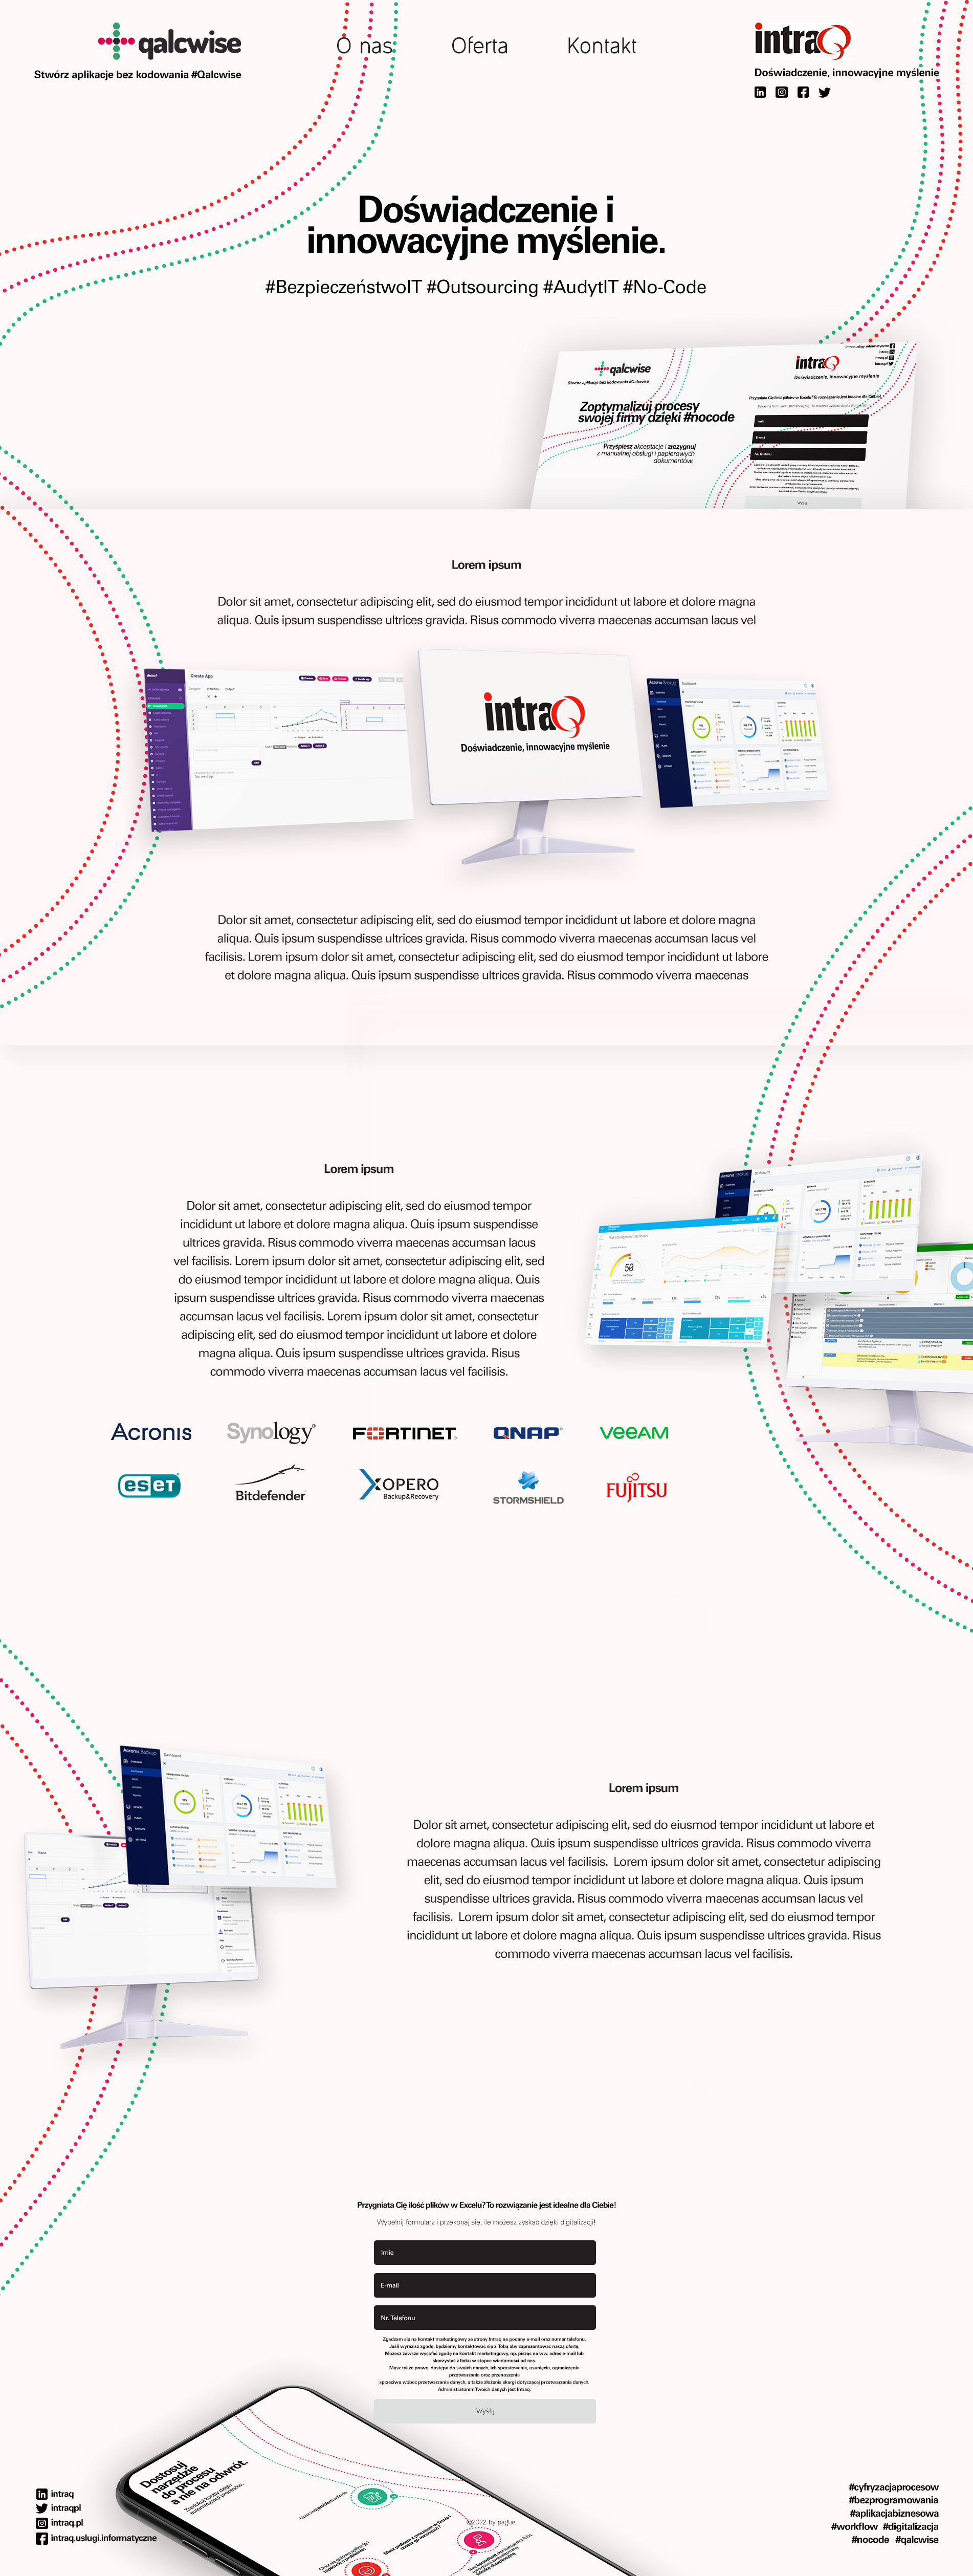 qalcwise
Stwórz aplikacje bez kodowania #Qalcwise
O nas
Oferta
Kontakt
intraQ
Doświadczenie, innowacyjne myślenie
Doświadczenie i
innowacyjne myślenie.
#BezpieczeństwoIT #Outsourcing #AudytIT #No-Code
qalcwise
Stwórz aplikacje bez kodowania #Qalcwise
Zoptymalizuj procesy
swojej firmy dzięki #nocode
Przyśpiesz akceptacje i zrezygnuj
z manualnej obsługi i papierowych
dokumentów.
intraQ
Doświadczenie, innowacyjne myślenie
Przygniata Cię ilość plików w Excelu? To rozwiązanie jest idealne dla Ciebie!
E-mail
Nr. Telefonu
Wyślij
Lorem ipsum
Dolor sit amet, consectetur adipiscing elit, sed do eiusmod tempor incididunt ut labore et dolore magna
aliqua. Quis ipsum suspendisse ultrices gravida. Risus commodo viverra maecenas accumsan lacus vel
Create App
intraQ
Doświadczenie, innowacyjne myślenie
Acronis Backup
Dashboard
Dolor sit amet, consectetur adipiscing elit, sed do eiusmod tempor incididunt ut labore et dolore magna
aliqua. Quis ipsum suspendisse ultrices gravida. Risus commodo viverra maecenas accumsan lacus vel
facilisis. Lorem ipsum dolor sit amet, consectetur adipiscing elit, sed do eiusmod tempor incididunt ut labore
et dolore magna aliqua. Quis ipsum suspendisse ultrices gravida. Risus commodo viverra maecenas
Lorem ipsum
Dolor sit amet, consectetur adipiscing elit, sed do eiusmod tempor
incididunt ut labore et dolore magna aliqua. Quis ipsum suspendisse
ultrices gravida. Risus commodo viverra maecenas accumsan lacus
vel facilisis. Lorem ipsum dolor sit amet, consectetur adipiscing elit, sed
do eiusmod tempor incididunt ut labore et dolore magna aliqua. Quis
ipsum suspendisse ultrices gravida. Risus commodo viverra maecenas
accumsan lacus vel facilisis. Lorem ipsum dolor sit amet, consectetur
adipiscing elit, sed do eiusmod tempor incididunt ut labore et dolore
magna aliqua. Quis ipsum suspendisse ultrices gravida. Risus
commodo viverra maecenas accumsan lacus vel facilisis.
Acronis Backup
Dashboard
50
Acronis
Synology
FORTINET
QNAP
veeAM
eseT
Bitdefender
XOPERO
Backup&Recovery
STORMSHIELD
FUJITSU
Acronis Backup
Dashboard
Lorem ipsum
Dolor sit amet, consectetur adipiscing elit, sed do eiusmod tempor incididunt ut labore et
dolore magna aliqua. Quis ipsum suspendisse ultrices gravida. Risus commodo viverra
maecenas accumsan lacus vel facilisis. Lorem ipsum dolor sit amet, consectetur adipiscing
elit, sed do eiusmod tempor incididunt ut labore et dolore magna aliqua. Quis ipsum
suspendisse ultrices gravida. Risus commodo viverra maecenas accumsan lacus vel
facilisis. Lorem ipsum dolor sit amet, consectetur adipiscing elit, sed do eiusmod tempor
incididunt ut labore et dolore magna aliqua. Quis ipsum suspendisse ultrices gravida. Risus
commodo viverra maecenas accumsan lacus vel facilisis.
Przygniata Cię ilość plików w Excelu? To rozwiązanie jest idealne dla Ciebie!
Wypełnij formularz i przekonaj się, ile możesz zyskać dzięki digitalizacji!
Imie
E-mail
Nr. Telefonu
Zgadzam się na kontakt marketingowy ze strony Intraq na podany e-mail oraz numer telefonu.
Jeśli wyrazisz zgodę, będziemy kontaktować się z Tobą aby zaprezentować naszą ofertę.
Możesz zawsze wycofać zgodę na kontakt marketingowy, np. pisząc na ww. adres e-mail lub
skorzystać z linku w stopce wiadomości od nas.
Masz także prawo: dostępu do swoich danych, ich sprostowania, usunięcia, ograniczenia
przetwarzania oraz przenoszenia
sprzeciwu wobec przetwarzania danych, a także złożenia skargi dotyczącej przetwarzania danych.
Administratorem Twoich danych jest Intraq.
Wyślij
Dostosuj
narzędzie
do procesu
a nie na odwrót.
©2022 by pague
intraq
intraqpl
intraq.pl
intraq.uslugi.informatyczne
#cyfryzacjaprocesow
#bezprogramowania
#aplikacjabiznesowa
#workflow #digitalizacja
#nocode #qalcwise